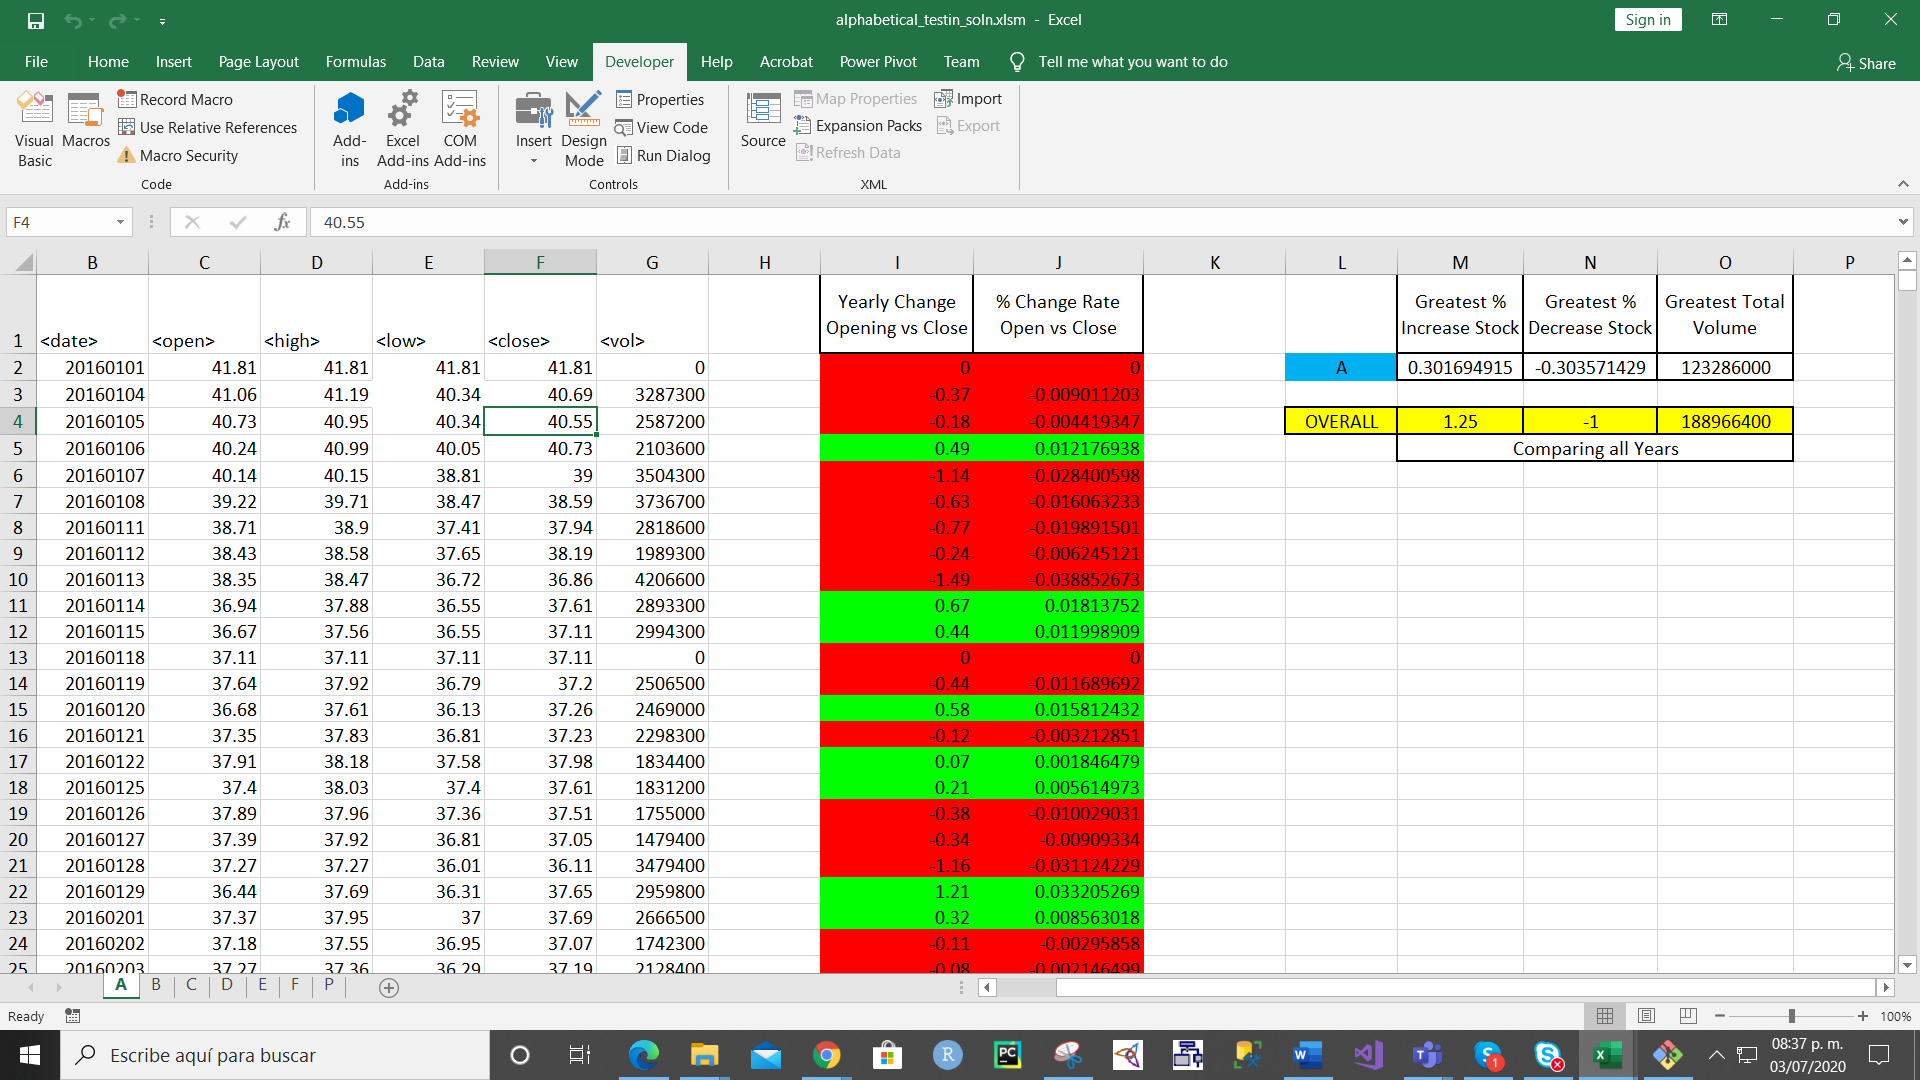 alphabetical_testin_soln.xlsm - Excel
Sign in
File Home Insert Page Layout Formulas Data Review View Developer Help Acrobat Power Pivot Team Tell me what you want to do Share
Visual Basic
Macros
Record Macro
Use Relative References
Macro Security
Code
Add-ins
Excel Add-ins
COM Add-ins
Add-ins
Insert
Design Mode
Properties
View Code
Run Dialog
Controls
Source
Map Properties
Expansion Packs
Refresh Data
Import
Export
XML
F4 fx 40.55
B C D E F G H I J K L M N O P
Yearly Change Opening vs Close
% Change Rate Open vs Close
Greatest % Increase Stock
Greatest % Decrease Stock
Greatest Total Volume
1 <date> <open> <high> <low> <close> <vol>
2 20160101 41.81 41.81 41.81 41.81 0 0 0 A 0.301694915 -0.303571429 123286000
3 20160104 41.06 41.19 40.34 40.69 3287300 -0.37 -0.009011203
4 20160105 40.73 40.95 40.34 40.55 2587200 -0.18 -0.004419347 OVERALL 1.25 -1 188966400
5 20160106 40.24 40.99 40.05 40.73 2103600 0.49 0.012176938 Comparing all Years
6 20160107 40.14 40.15 38.81 39 3504300 -1.14 -0.028400598
7 20160108 39.22 39.71 38.47 38.59 3736700 -0.63 -0.016063233
8 20160111 38.71 38.9 37.41 37.94 2818600 -0.77 -0.019891501
9 20160112 38.43 38.58 37.65 38.19 1989300 -0.24 -0.006245121
10 20160113 38.35 38.47 36.72 36.86 4206600 -1.49 -0.038852673
11 20160114 36.94 37.88 36.55 37.61 2893300 0.67 0.01813752
12 20160115 36.67 37.56 36.55 37.11 2994300 0.44 0.011998909
13 20160118 37.11 37.11 37.11 37.11 0 0 0
14 20160119 37.64 37.92 36.79 37.2 2506500 -0.44 -0.011689692
15 20160120 36.68 37.61 36.13 37.26 2469000 0.58 0.015812432
16 20160121 37.35 37.83 36.81 37.23 2298300 -0.12 -0.003212851
17 20160122 37.91 38.18 37.58 37.98 1834400 0.07 0.001846479
18 20160125 37.4 38.03 37.4 37.61 1831200 0.21 0.005614973
19 20160126 37.89 37.96 37.36 37.51 1755000 -0.38 -0.010029031
20 20160127 37.39 37.92 36.81 37.05 1479400 -0.34 -0.00909334
21 20160128 37.27 37.27 36.01 36.11 3479400 -1.16 -0.031124229
22 20160129 36.44 37.69 36.31 37.65 2959800 1.21 0.033205269
23 20160201 37.37 37.95 37 37.69 2666500 0.32 0.008563018
24 20160202 37.18 37.55 36.95 37.07 1742300 -0.11 -0.00295858
25 20160203 37.27 37.36 36.29 37.19 2128400 -0.08 -0.002146499
A B C D E F P
Ready 100%
Escribe aquí para buscar
08:37 p. m.
03/07/2020